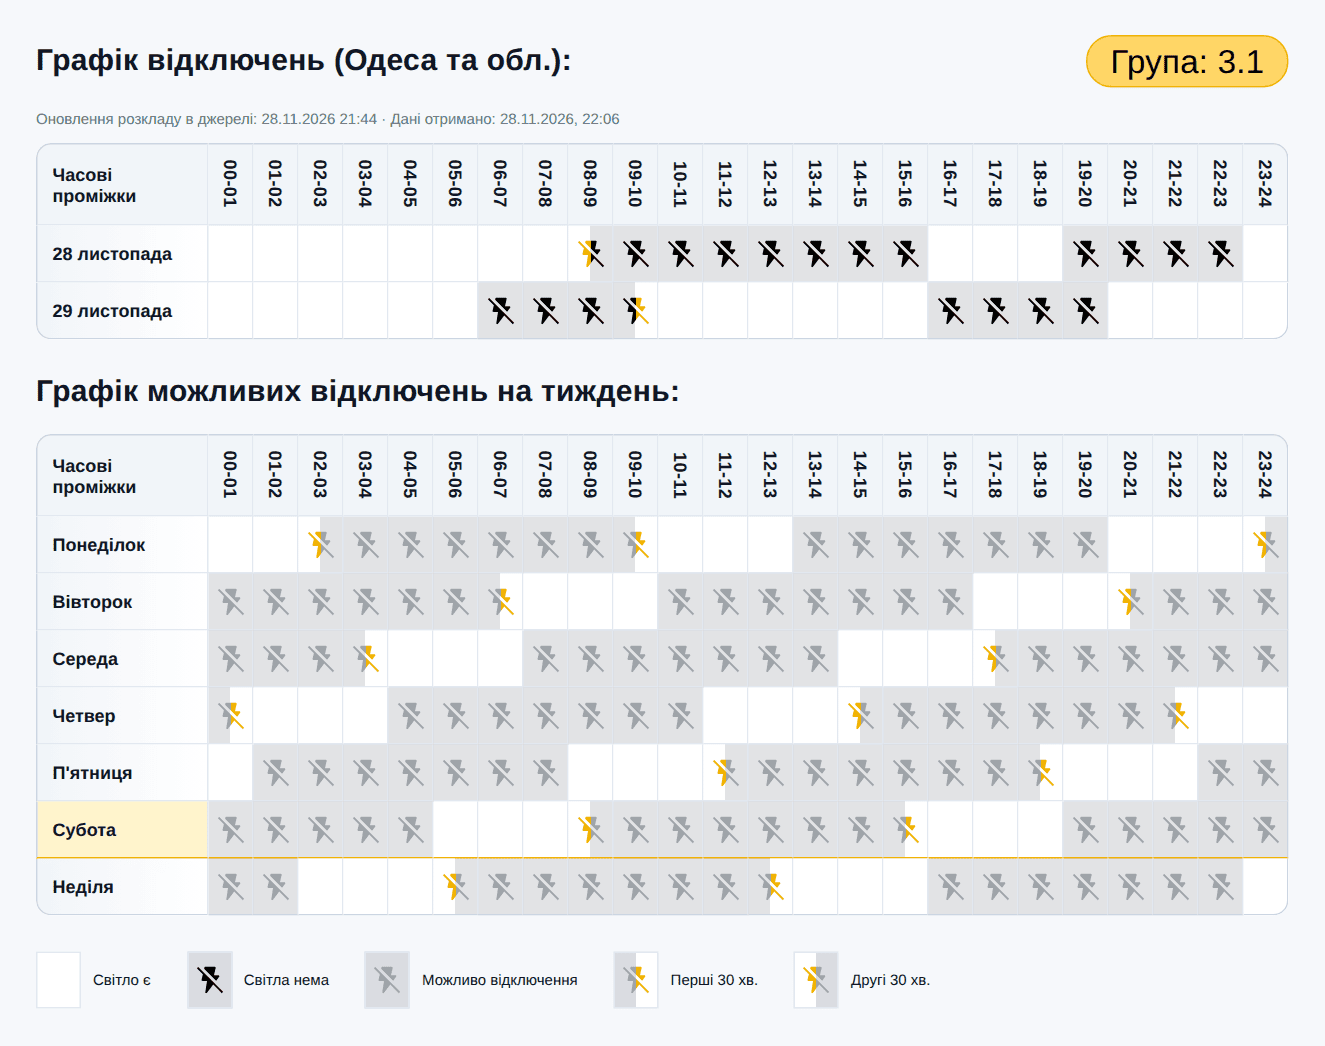 Графік відключень (Одеса та обл.):
Група: 3.1
Оновлення розкладу в джерелі: 28.11.2026 21:44 · Дані отримано: 28.11.2026, 22:06
Часові проміжки 00-01 01-02 02-03 03-04 04-05 05-06 06-07 07-08 08-09 09-10 10-11 11-12 12-13 13-14 14-15 15-16 16-17 17-18 18-19 19-20 20-21 21-22 22-23 23-24
28 листопада
29 листопада
Графік можливих відключень на тиждень:
Часові проміжки 00-01 01-02 02-03 03-04 04-05 05-06 06-07 07-08 08-09 09-10 10-11 11-12 12-13 13-14 14-15 15-16 16-17 17-18 18-19 19-20 20-21 21-22 22-23 23-24
Понеділок
Вівторок
Середа
Четвер
П'ятниця
Субота
Неділя
Світло є
Світла нема
Можливо відключення
Перші 30 хв.
Другі 30 хв.